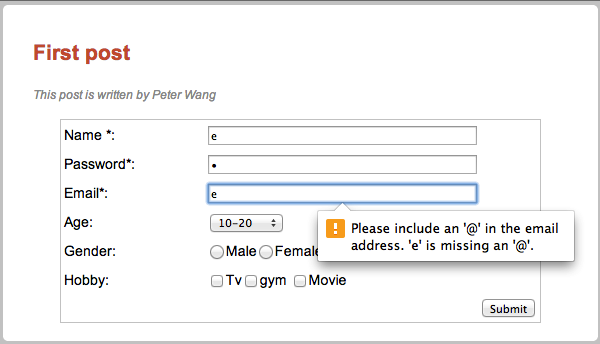 First post
This post is written by Peter Wang
Name *: e
Password*: •
Email*: e
Age: 10-20
Please include an '@' in the email
address. 'e' is missing an '@'.
Gender: Male Female
Hobby: Tv gym Movie
Submit